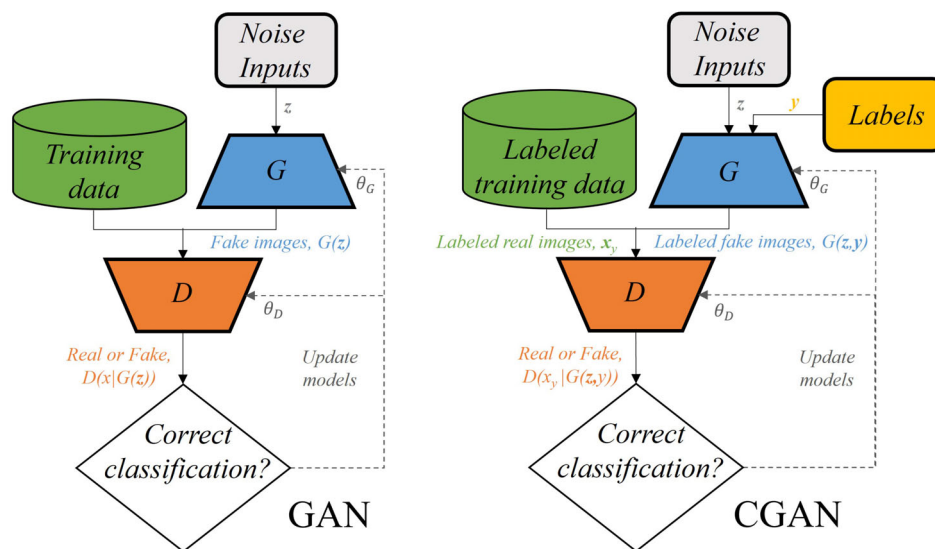 Noise
Inputs
z
Training
data
G
θG
Fake images, G(z)
D
θD
Real or Fake,
D(x|G(z))
Update
models
Correct
classification?
GAN
Noise
Inputs
z
y
Labels
Labeled
training data
G
θG
Labeled real images, xy
Labeled fake images, G(z,y)
D
θD
Real or Fake,
D(xy|G(z,y))
Update
models
Correct
classification?
CGAN